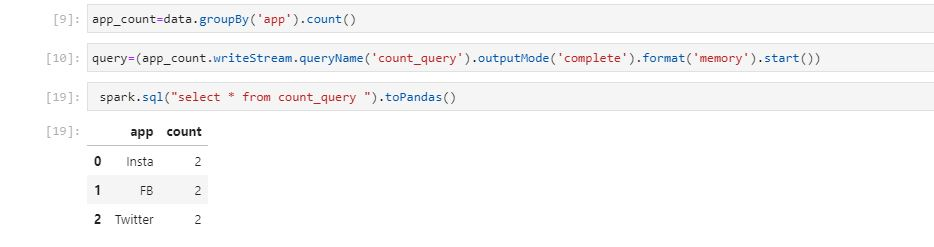 [9]: app_count=data.groupBy('app').count()
[10]: query=(app_count.writeStream.queryName('count_query').outputMode('complete').format('memory').start())
[19]: spark.sql("select * from count_query ").toPandas()
[19]:
app count
0 Insta 2
1 FB 2
2 Twitter 2